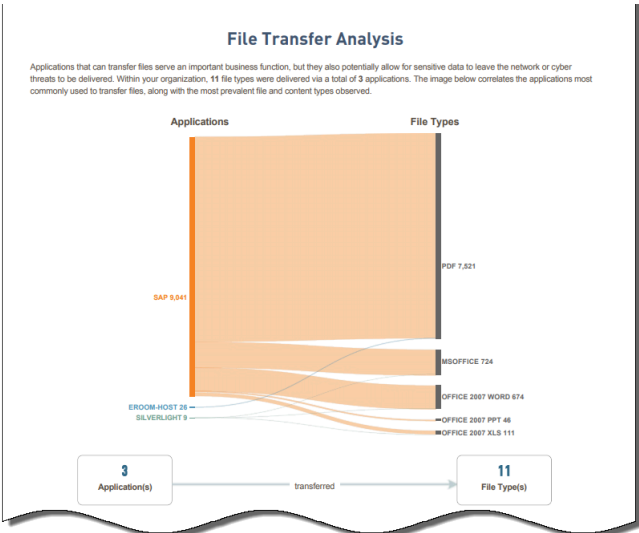 File Transfer Analysis
Applications that can transfer files serve an important business function, but they also potentially allow for sensitive data to leave the network or cyber
threats to be delivered. Within your organization, 11 file types were delivered via a total of 3 applications. The image below correlates the applications most
commonly used to transfer files, along with the most prevalent file and content types observed.
Applications
File Types
PDF 7,521
SAP 9,041
MSOFFICE 724
OFFICE 2007 WORD 674
EROOM-HOST 26
SILVERLIGHT 9
OFFICE 2007 PPT 46
OFFICE 2007 XLS 111
3
Application(s)
transferred
11
File Type(s)